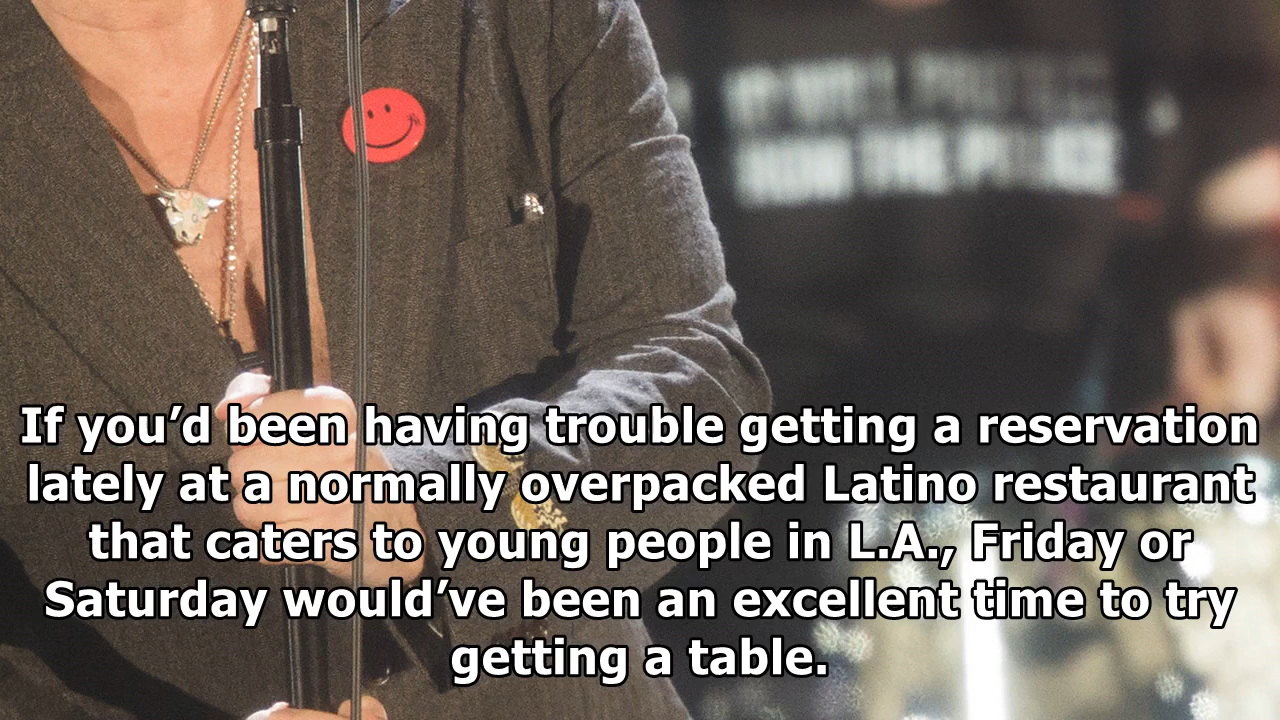 If you’d been having trouble getting a reservation
lately at a normally overpacked Latino restaurant
that caters to young people in L.A., Friday or
Saturday would’ve been an excellent time to try
getting a table.